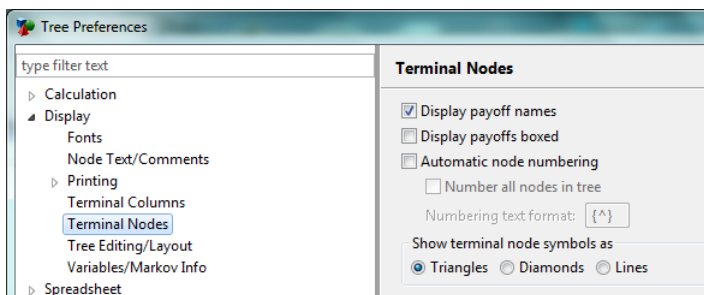 Tree Preferences
type filter text
Calculation
Display
Fonts
Node Text/Comments
Printing
Terminal Columns
Terminal Nodes
Tree Editing/Layout
Variables/Markov Info
Spreadsheet
Terminal Nodes
Display payoff names
Display payoffs boxed
Automatic node numbering
Number all nodes in tree
Numbering text format: {^}
Show terminal node symbols as
Triangles Diamonds Lines